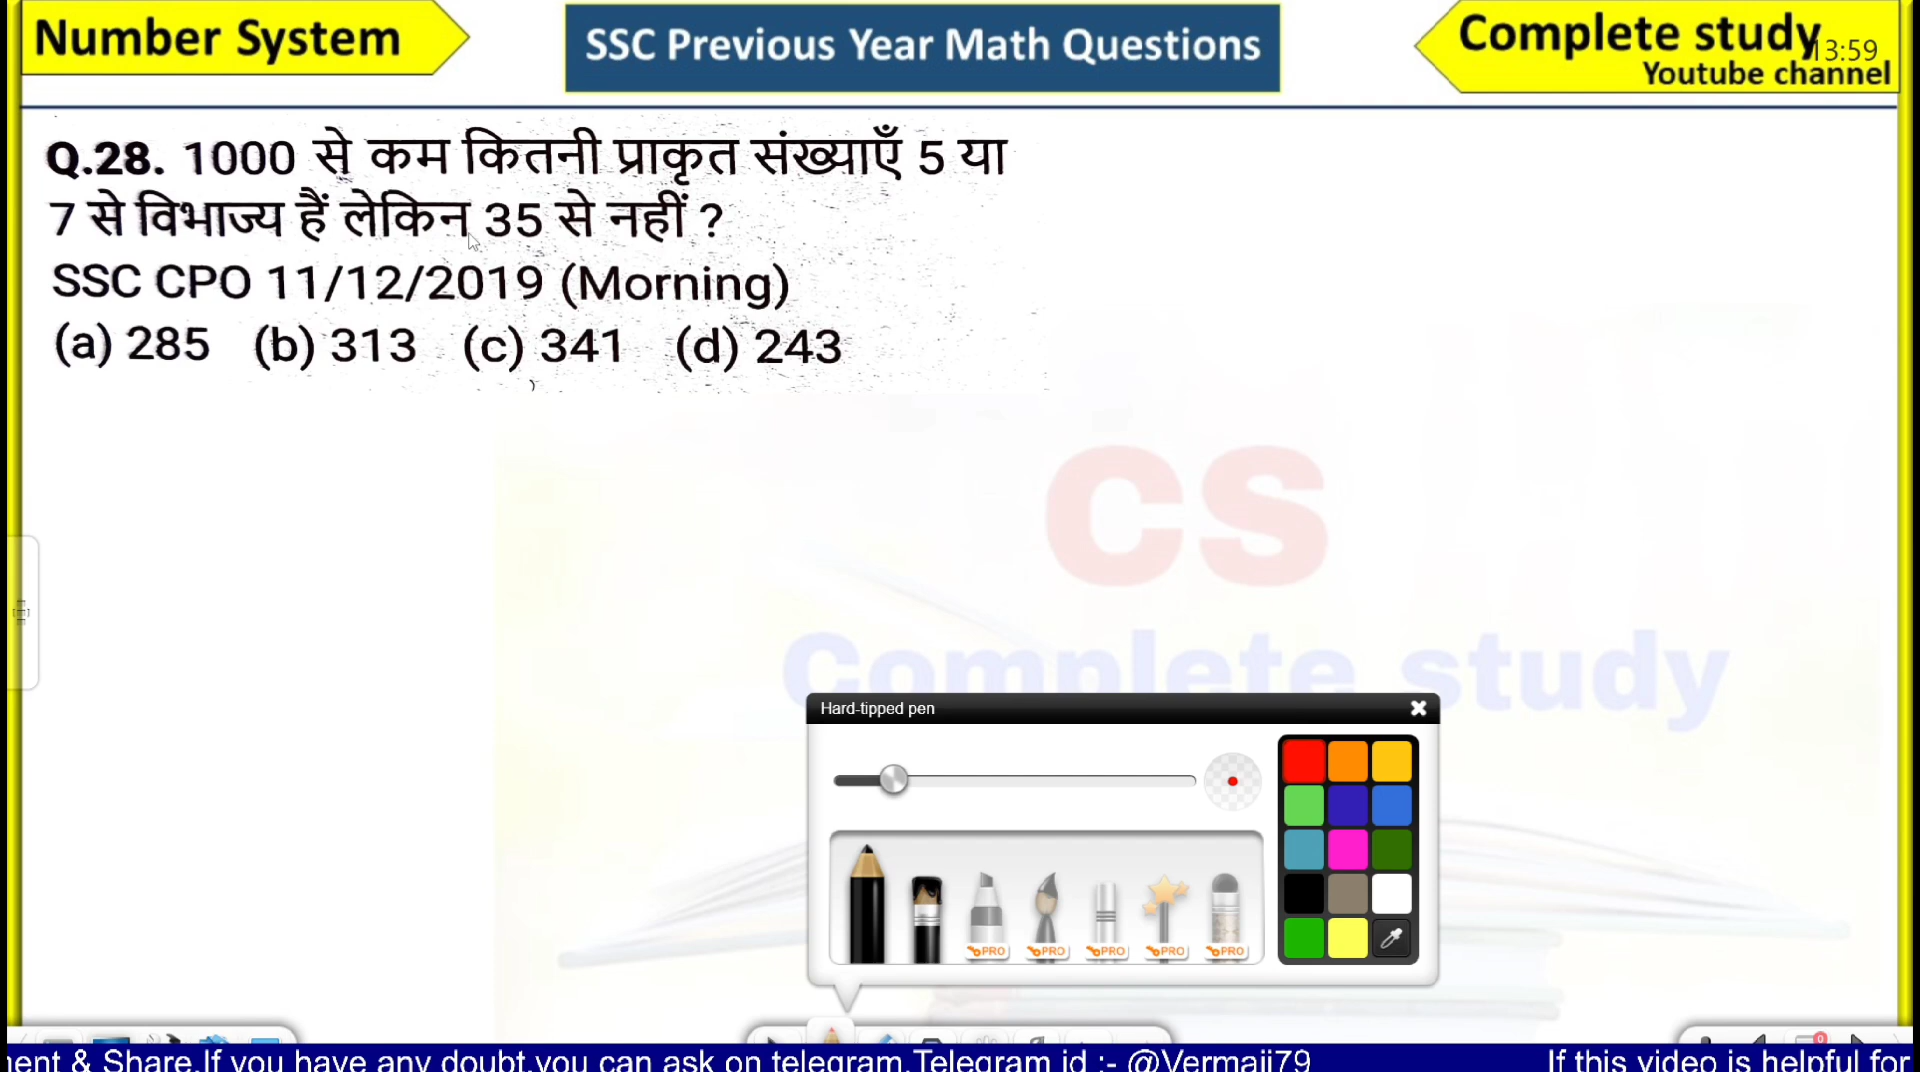 Number System
SSC Previous Year Math Questions
Complete study
13:59
Youtube channel
Q.28. 1000 से कम कितनी प्राकृत संख्याएँ 5 या
7 से विभाज्य हैं लेकिन 35 से नहीं ?
SSC CPO 11/12/2019 (Morning)
(a) 285 (b) 313 (c) 341 (d) 243
CS
Complete study
Hard-tipped pen
PRO PRO PRO PRO PRO
& Share.If you have any doubt,you can ask on telegram.Telegram id :- @Vermaji79 If this video is helpful for